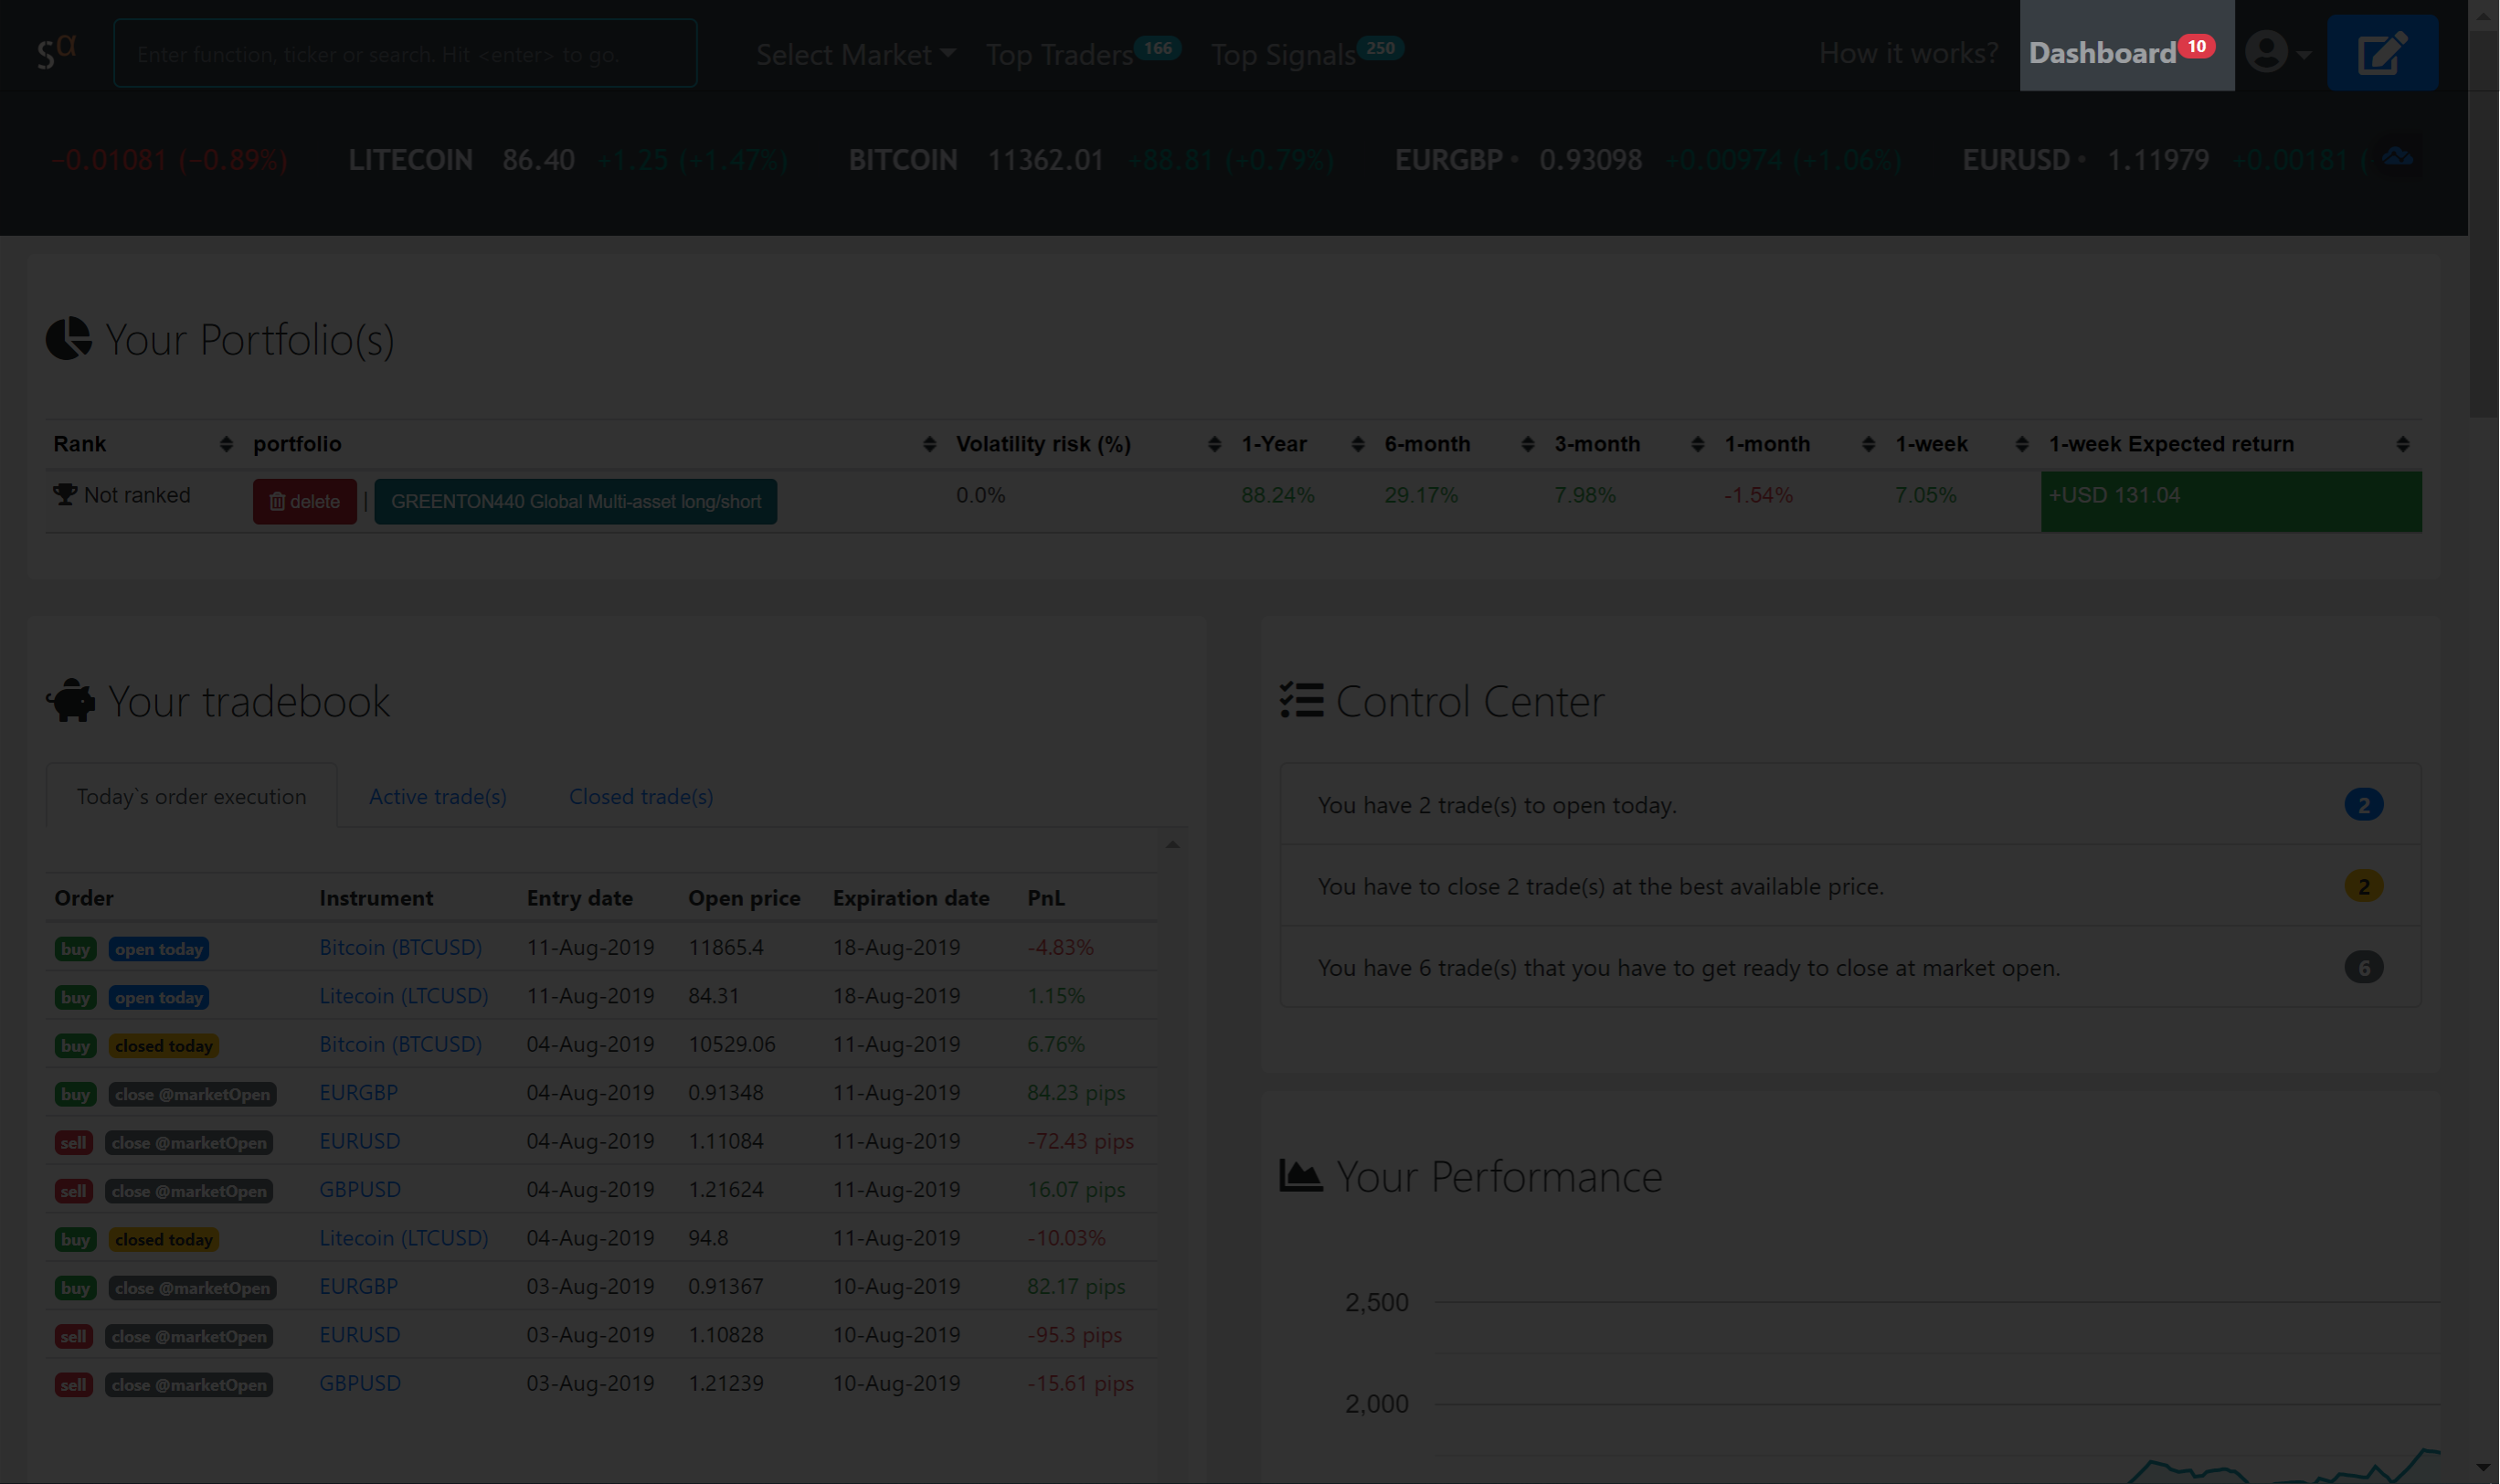 sα Enter function, ticker or search. Hit <enter> to go. Select Market Top Traders 166 Top Signals 250 How it works? Dashboard 10
−0.01081 (−0.89%) LITECOIN 86.40 +1.25 (+1.47%) BITCOIN 11362.01 +88.81 (+0.79%) EURGBP • 0.93098 +0.00974 (+1.06%) EURUSD • 1.11979 +0.00181 (
Your Portfolio(s)
Rank portfolio Volatility risk (%) 1-Year 6-month 3-month 1-month 1-week 1-week Expected return
Not ranked delete | GREENTON440 Global Multi-asset long/short 0.0% 88.24% 29.17% 7.98% -1.54% 7.05% +USD 131.04
Your tradebook
Today`s order execution Active trade(s) Closed trade(s)
Order Instrument Entry date Open price Expiration date PnL
buy open today Bitcoin (BTCUSD) 11-Aug-2019 11865.4 18-Aug-2019 -4.83%
buy open today Litecoin (LTCUSD) 11-Aug-2019 84.31 18-Aug-2019 1.15%
buy closed today Bitcoin (BTCUSD) 04-Aug-2019 10529.06 11-Aug-2019 6.76%
buy close @marketOpen EURGBP 04-Aug-2019 0.91348 11-Aug-2019 84.23 pips
sell close @marketOpen EURUSD 04-Aug-2019 1.11084 11-Aug-2019 -72.43 pips
sell close @marketOpen GBPUSD 04-Aug-2019 1.21624 11-Aug-2019 16.07 pips
buy closed today Litecoin (LTCUSD) 04-Aug-2019 94.8 11-Aug-2019 -10.03%
buy close @marketOpen EURGBP 03-Aug-2019 0.91367 10-Aug-2019 82.17 pips
sell close @marketOpen EURUSD 03-Aug-2019 1.10828 10-Aug-2019 -95.3 pips
sell close @marketOpen GBPUSD 03-Aug-2019 1.21239 10-Aug-2019 -15.61 pips
Control Center
You have 2 trade(s) to open today. 2
You have to close 2 trade(s) at the best available price. 2
You have 6 trade(s) that you have to get ready to close at market open. 6
Your Performance
2,500
2,000